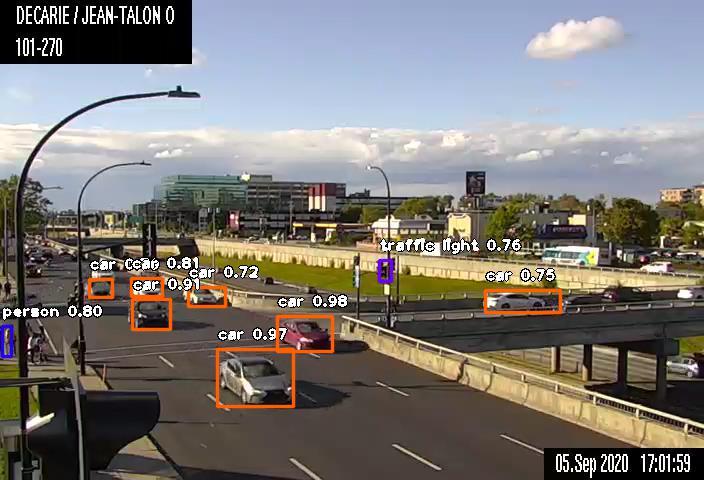 DECARIE / JEAN-TALON O
101-270
traffic light 0.76
car 0.81
car 0.72
car 0.75
car 0.91
car 0.98
person 0.80
car 0.97
05.Sep 2020 17:01:59